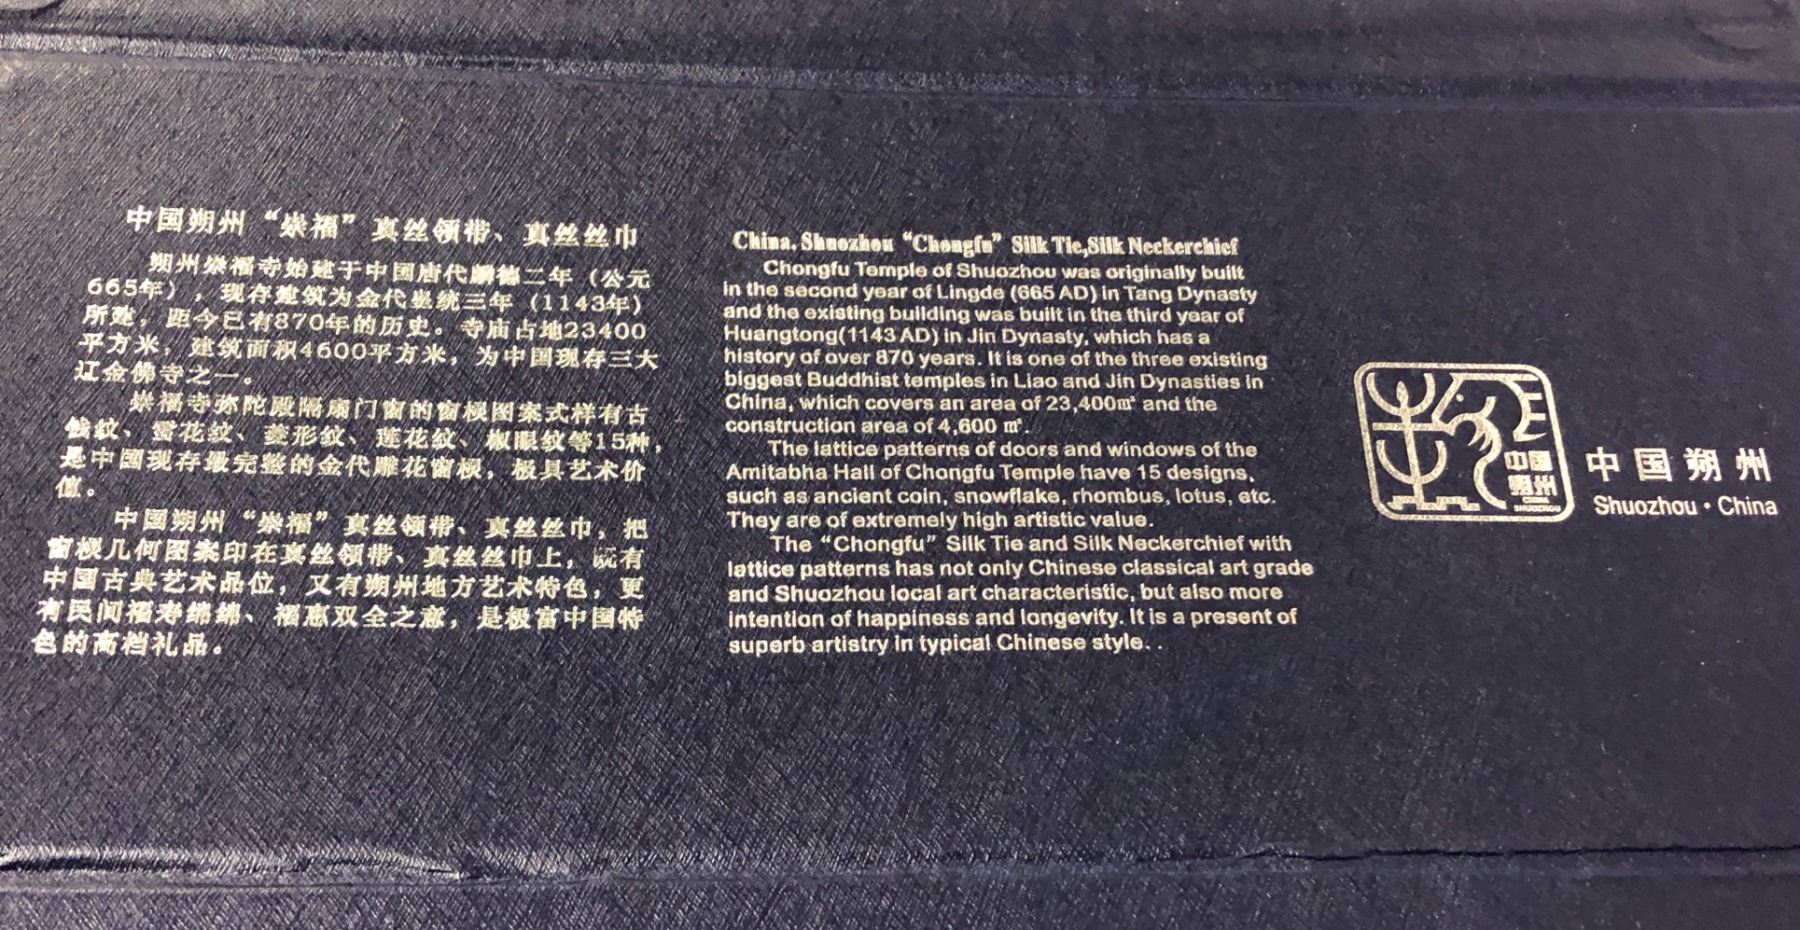 中国朔州“崇福”真丝领带、真丝丝巾
朔州崇福寺始建于中国唐代麟德二年（公元
665年），现存建筑为金代皇统三年（1143年）
所建，距今已有870年的历史。寺庙占地23400
平方米，建筑面积4600平方米，为中国现存三大
辽金佛寺之一。
崇福寺弥陀殿隔扇门窗的窗棂图案式样有古
钱纹、雪花纹、菱形纹、莲花纹、椒眼纹等15种，
是中国现存最完整的金代雕花窗棂，极具艺术价
值。
中国朔州“崇福”真丝领带、真丝丝巾，把
窗棂几何图案印在真丝领带、真丝丝巾上，既有
中国古典艺术品位，又有朔州地方艺术特色，更
有民间福寿绵绵、福惠双全之意，是极富中国特
色的高档礼品。
China, Shuozhou “Chongfu” Silk Tie,Silk Neckerchief
Chongfu Temple of Shuozhou was originally built
in the second year of Lingde (665 AD) in Tang Dynasty
and the existing building was built in the third year of
Huangtong(1143 AD) in Jin Dynasty, which has a
history of over 870 years. It is one of the three existing
biggest Buddhist temples in Liao and Jin Dynasties in
China, which covers an area of 23,400㎡ and the
construction area of 4,600 ㎡.
The lattice patterns of doors and windows of the
Amitabha Hall of Chongfu Temple have 15 designs,
such as ancient coin, snowflake, rhombus, lotus, etc.
They are of extremely high artistic value.
The “Chongfu” Silk Tie and Silk Neckerchief with
lattice patterns has not only Chinese classical art grade
and Shuozhou local art characteristic, but also more
intention of happiness and longevity. It is a present of
superb artistry in typical Chinese style. .
中国
朔州
CHINA
SHUOZHOU
中国朔州
Shuozhou · China